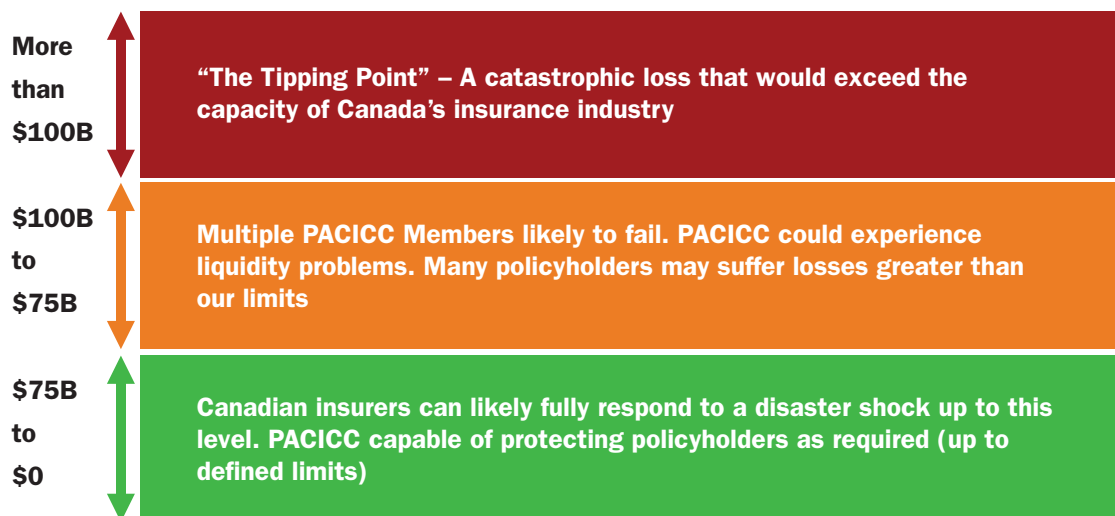 More
than
$100B
“The Tipping Point” – A catastrophic loss that would exceed the
capacity of Canada’s insurance industry
$100B
to
$75B
Multiple PACICC Members likely to fail. PACICC could experience
liquidity problems. Many policyholders may suffer losses greater than
our limits
$75B
to
$0
Canadian insurers can likely fully respond to a disaster shock up to this
level. PACICC capable of protecting policyholders as required (up to
defined limits)